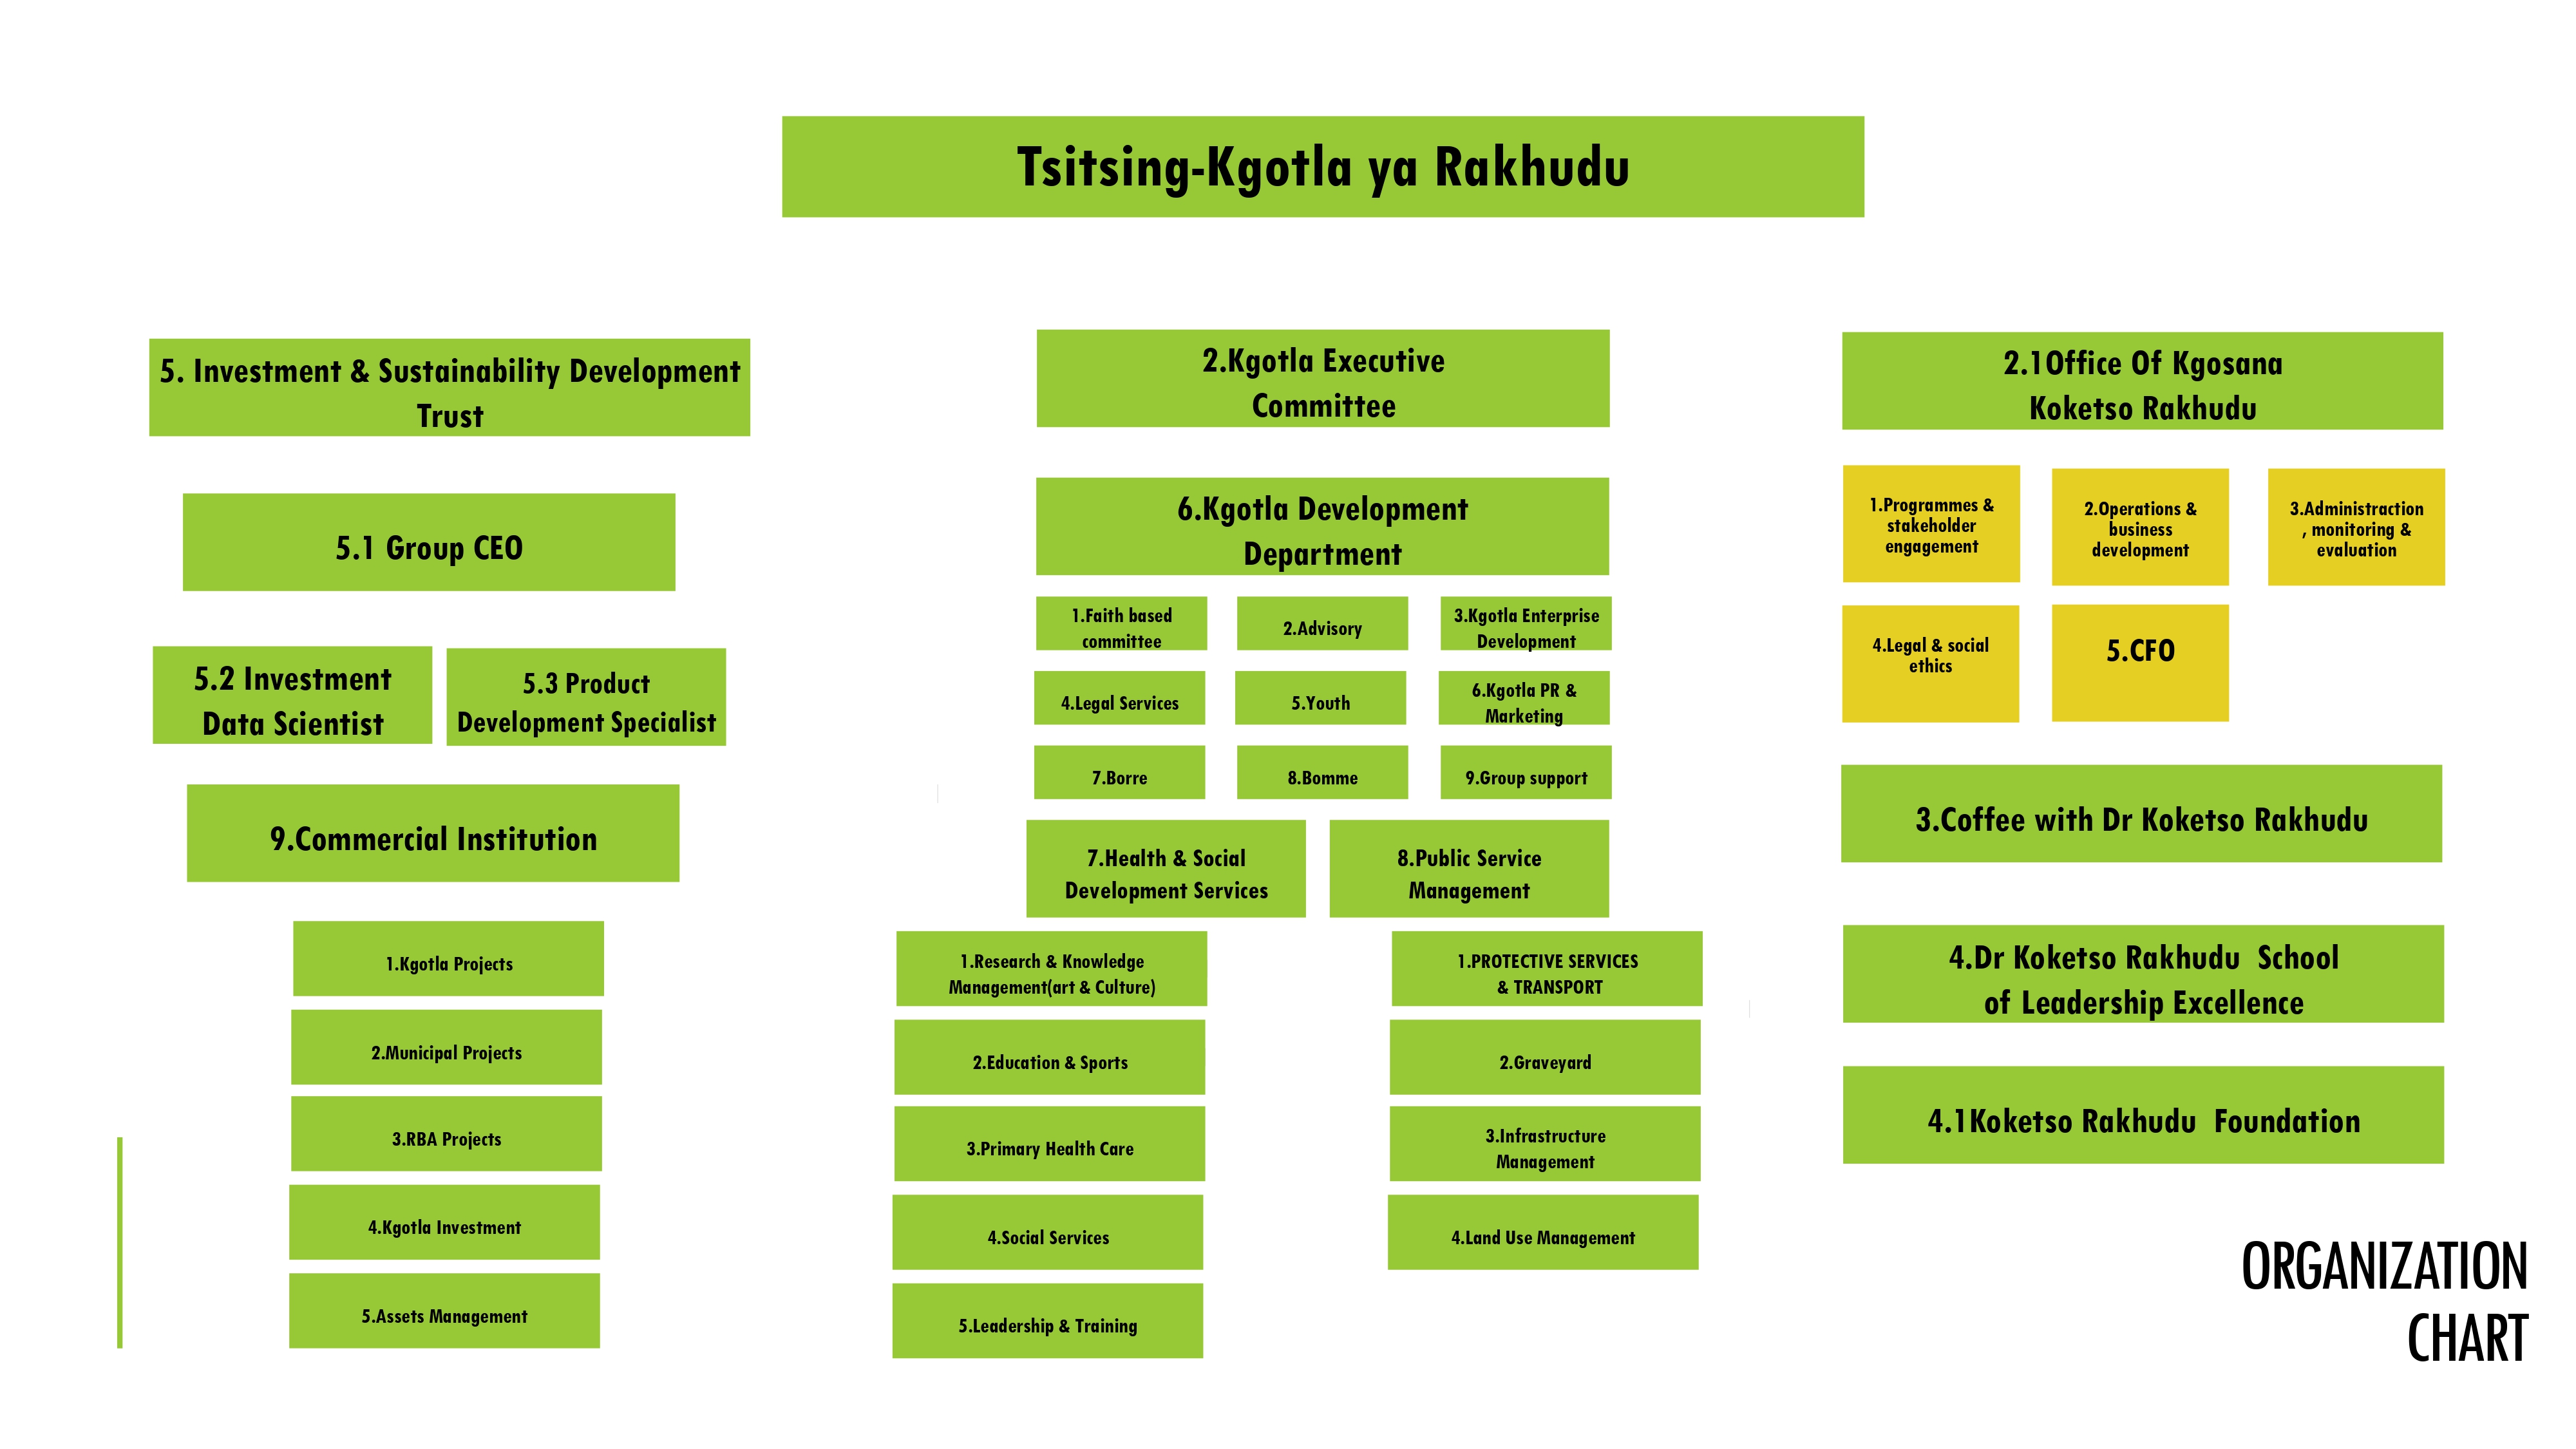 Tsitsing-Kgotla ya Rakhudu
5. Investment & Sustainability Development
Trust
5.1 Group CEO
5.2 Investment
Data Scientist
5.3 Product
Development Specialist
9.Commercial Institution
1.Kgotla Projects
2.Municipal Projects
3.RBA Projects
4.Kgotla Investment
5.Assets Management
2.Kgotla Executive
Committee
6.Kgotla Development
Department
1.Faith based
committee
2.Advisory
3.Kgotla Enterprise
Development
4.Legal Services
5.Youth
6.Kgotla PR &
Marketing
7.Borre
8.Bomme
9.Group support
7.Health & Social
Development Services
8.Public Service
Management
1.Research & Knowledge
Management(art & Culture)
2.Education & Sports
3.Primary Health Care
4.Social Services
5.Leadership & Training
1.PROTECTIVE SERVICES
& TRANSPORT
2.Graveyard
3.Infrastructure
Management
4.Land Use Management
2.1Office Of Kgosana
Koketso Rakhudu
1.Programmes &
stakeholder
engagement
2.Operations &
business
development
3.Administraction
, monitoring &
evaluation
4.Legal & social
ethics
5.CFO
3.Coffee with Dr Koketso Rakhudu
4.Dr Koketso Rakhudu  School
of Leadership Excellence
4.1Koketso Rakhudu  Foundation
ORGANIZATION
CHART